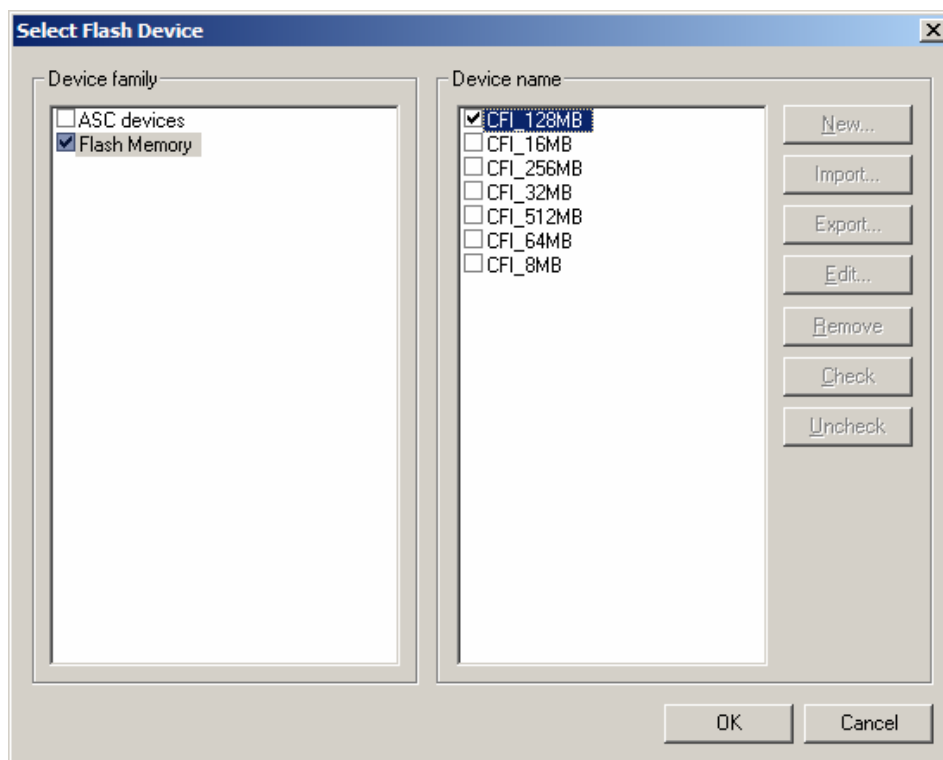 Select Flash Device
Device family
ASC devices
Flash Memory
Device name
CFI_128MB
CFI_16MB
CFI_256MB
CFI_32MB
CFI_512MB
CFI_64MB
CFI_8MB
New...
Import...
Export...
Edit...
Remove
Check
Uncheck
OK
Cancel